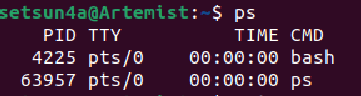 setsun4a@Artemist:~$ ps
    PID TTY          TIME CMD
   4225 pts/0    00:00:00 bash
  63957 pts/0    00:00:00 ps